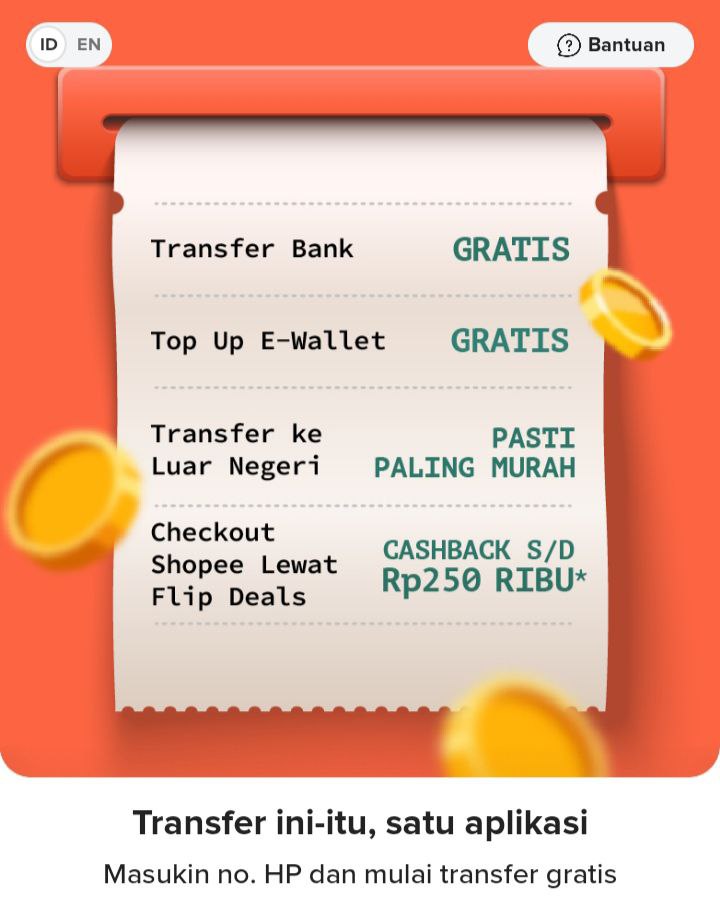 ID EN
Bantuan
Transfer Bank GRATIS
Top Up E-Wallet GRATIS
Transfer ke
Luar Negeri
PASTI
PALING MURAH
Checkout
Shopee Lewat
Flip Deals
CASHBACK S/D
Rp250 RIBU*
Transfer ini-itu, satu aplikasi
Masukin no. HP dan mulai transfer gratis